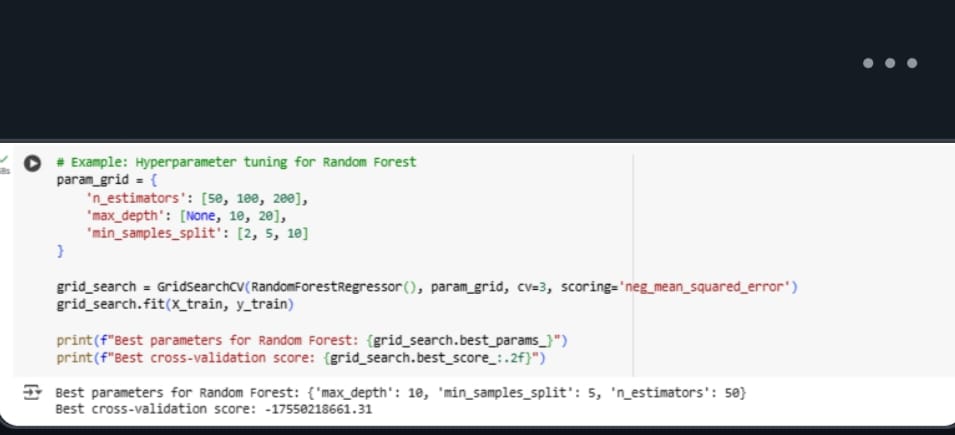 # Example: Hyperparameter tuning for Random Forest
param_grid = {
    'n_estimators': [50, 100, 200],
    'max_depth': [None, 10, 20],
    'min_samples_split': [2, 5, 10]
}
grid_search = GridSearchCV(RandomForestRegressor(), param_grid, cv=3, scoring='neg_mean_squared_error')
grid_search.fit(X_train, y_train)
print(f"Best parameters for Random Forest: {grid_search.best_params_}")
print(f"Best cross-validation score: {grid_search.best_score_:.2f}")
Best parameters for Random Forest: {'max_depth': 10, 'min_samples_split': 5, 'n_estimators': 50}
Best cross-validation score: -17550218661.31